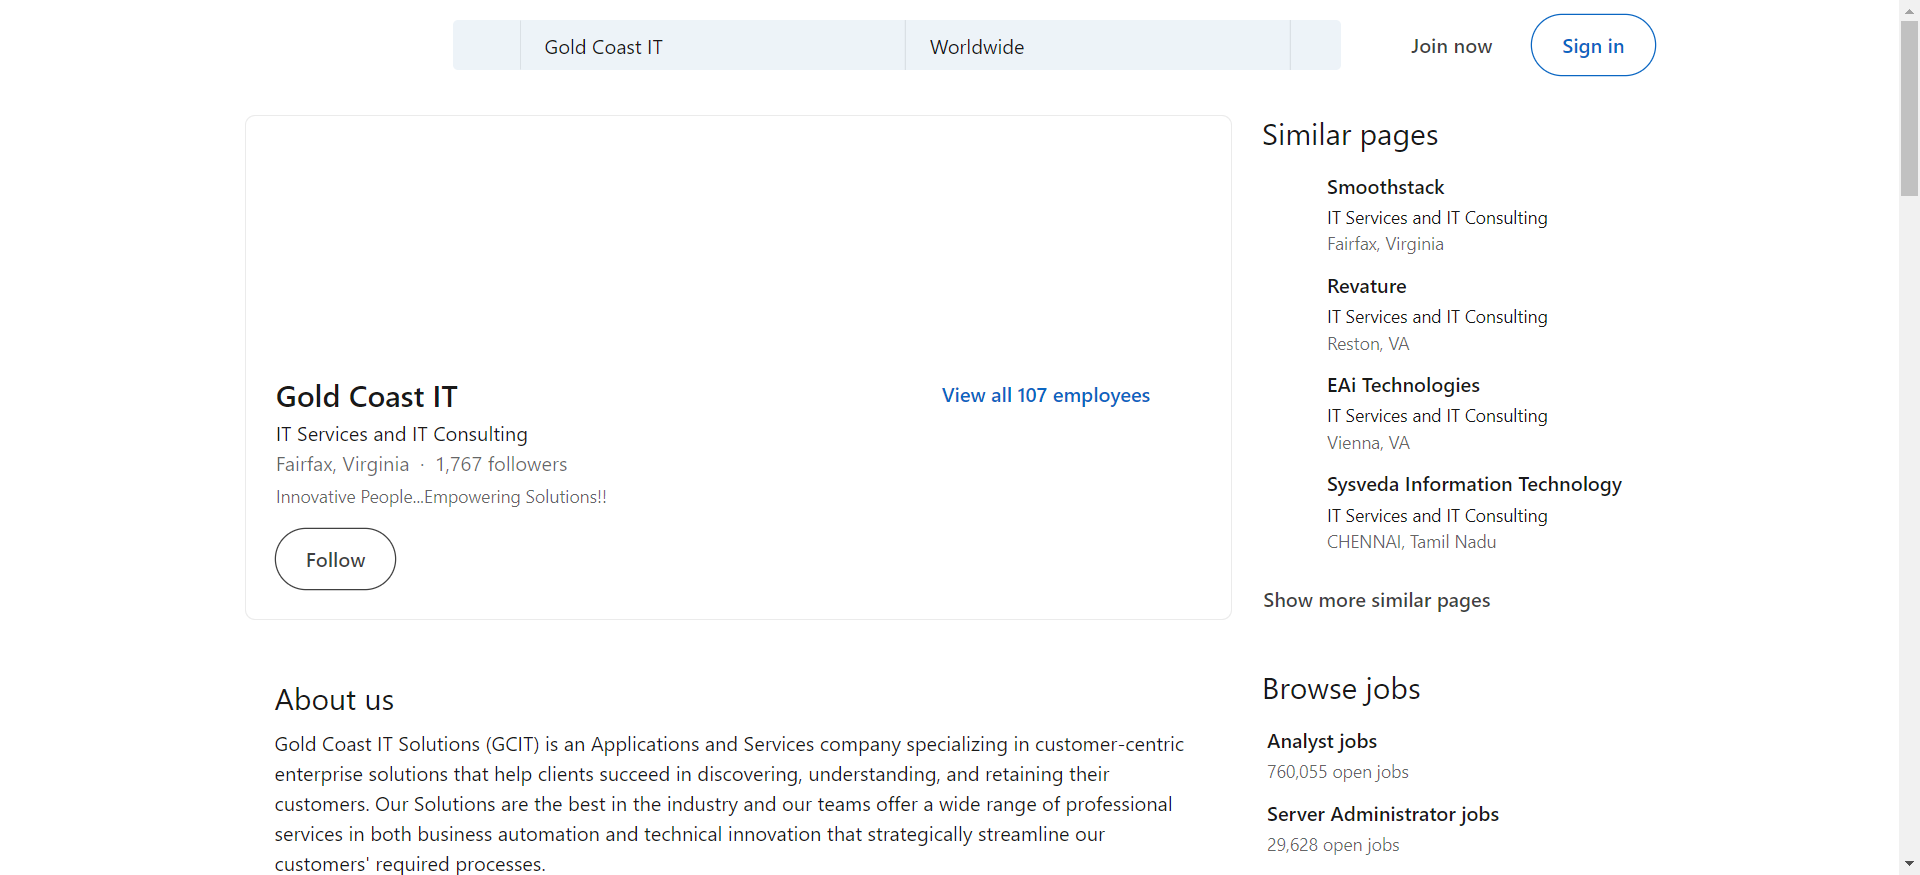 Gold Coast IT
Worldwide
Join now
Sign in
Gold Coast IT
View all 107 employees
IT Services and IT Consulting
Fairfax, Virginia · 1,767 followers
Innovative People...Empowering Solutions!!
Follow
About us
Gold Coast IT Solutions (GCIT) is an Applications and Services company specializing in customer-centric
enterprise solutions that help clients succeed in discovering, understanding, and retaining their
customers. Our Solutions are the best in the industry and our teams offer a wide range of professional
services in both business automation and technical innovation that strategically streamline our
customers' required processes.
Similar pages
Smoothstack
IT Services and IT Consulting
Fairfax, Virginia
Revature
IT Services and IT Consulting
Reston, VA
EAi Technologies
IT Services and IT Consulting
Vienna, VA
Sysveda Information Technology
IT Services and IT Consulting
CHENNAI, Tamil Nadu
Show more similar pages
Browse jobs
Analyst jobs
760,055 open jobs
Server Administrator jobs
29,628 open jobs